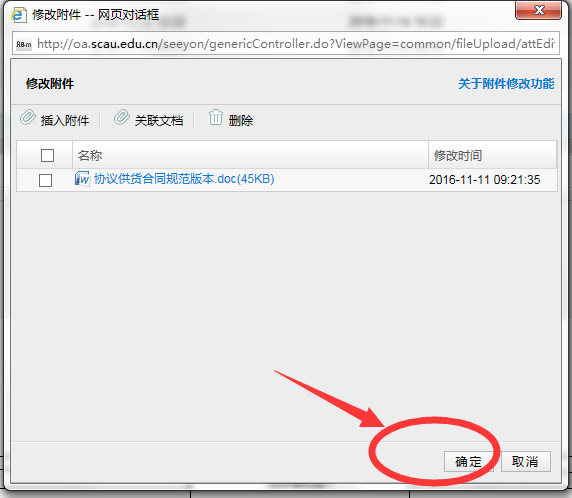 修改附件 -- 网页对话框
http://oa.scau.edu.cn/seeyon/genericController.do?ViewPage=common/fileUpload/attEdi
修改附件 关于附件修改功能
插入附件 关联文档 删除
名称 修改时间
协议供货合同规范版本.doc(45KB) 2016-11-11 09:21:35
确定 取消